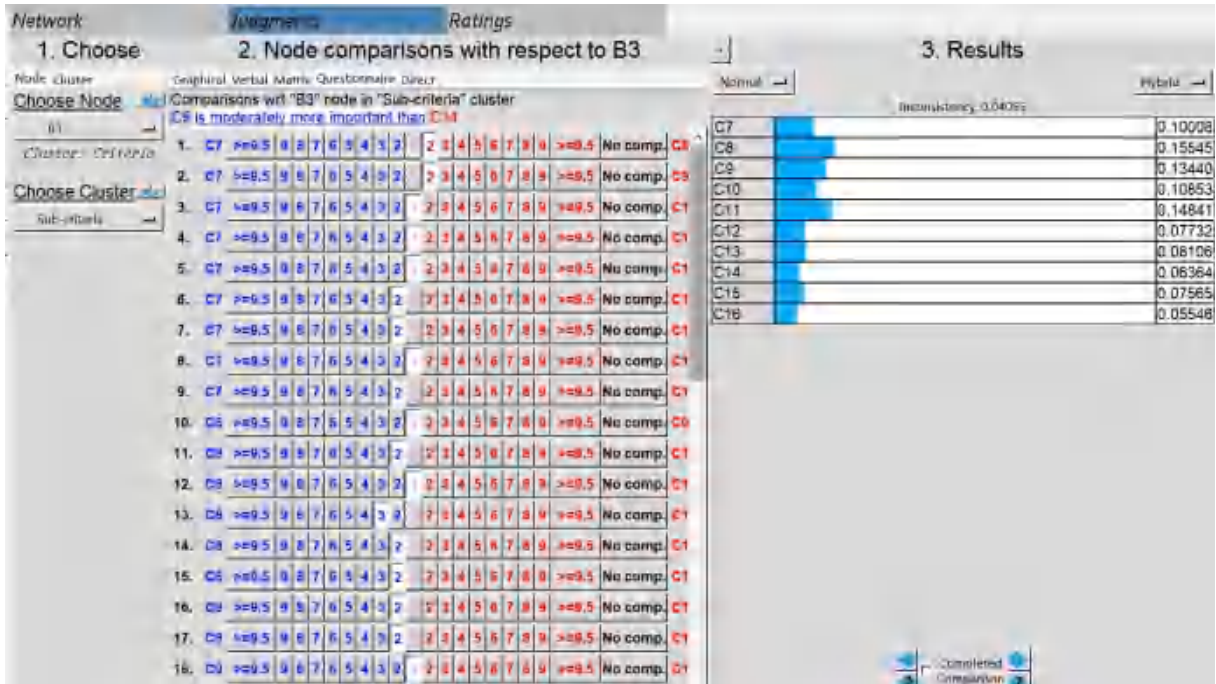 Network Judgments Ratings
1. Choose 2. Node comparisons with respect to B3 3. Results
Node Cluster Graphical Verbal Matrix Questionnaire Direct Normal Hybrid
Choose Node Comparisons wrt "B3" node in "Sub-criteria" cluster
is moderately more important than
Inconsistency
Cluster: Criteria
Choose Cluster
Sub-criteria
1. C7 >=9.5 9 8 7 6 5 4 3 2 2 3 4 5 6 7 8 9 >=9.5 No comp. C8
2. C7 >=9.5 9 8 7 6 5 4 3 2 2 3 4 5 6 7 8 9 >=9.5 No comp. C9
3. C7 >=9.5 9 8 7 6 5 4 3 2 2 3 4 5 6 7 8 9 >=9.5 No comp. C1
4. C7 >=9.5 9 8 7 6 5 4 3 2 2 3 4 5 6 7 8 9 >=9.5 No comp. C1
5. C7 >=9.5 9 8 7 6 5 4 3 2 2 3 4 5 6 7 8 9 >=9.5 No comp. C1
6. C7 >=9.5 9 8 7 6 5 4 3 2 2 3 4 5 6 7 8 9 >=9.5 No comp. C1
7. C7 >=9.5 9 8 7 6 5 4 3 2 2 3 4 5 6 7 8 9 >=9.5 No comp. C1
8. >=9.5 9 8 7 6 5 4 3 2 2 3 4 5 6 7 8 9 >=9.5 No comp. C1
9. C7 >=9.5 9 8 7 6 5 4 3 2 2 3 4 5 6 7 8 9 >=9.5 No comp. C1
10. >=9.5 9 8 7 6 5 4 3 2 2 3 4 5 6 7 8 9 >=9.5 No comp.
11. >=9.5 9 8 7 6 5 4 3 2 2 3 4 5 6 7 8 9 >=9.5 No comp. C1
12. >=9.5 9 8 7 6 5 4 3 2 2 3 4 5 6 7 8 9 >=9.5 No comp. C1
13. >=9.5 9 8 7 6 5 4 3 2 2 3 4 5 6 7 8 9 >=9.5 No comp. C1
14. >=9.5 9 8 7 6 5 4 3 2 2 3 4 5 6 7 8 9 >=9.5 No comp. C1
15. >=9.5 9 8 7 6 5 4 3 2 2 3 4 5 6 7 8 9 >=9.5 No comp. C1
16. C9 >=9.5 9 8 7 6 5 4 3 2 2 3 4 5 6 7 8 9 >=9.5 No comp. C1
17. C9 >=9.5 9 8 7 6 5 4 3 2 2 3 4 5 6 7 8 9 >=9.5 No comp. C1
18. C9 >=9.5 9 8 7 6 5 4 3 2 2 3 4 5 6 7 8 9 >=9.5 No comp. C1
C7 0.10008
C8 0.15545
C9 0.13440
C10 0.10853
C11 0.14841
C12 0.07732
C13 0.08106
C14 0.06364
C15 0.07565
C16 0.05546
Completed
Comparison